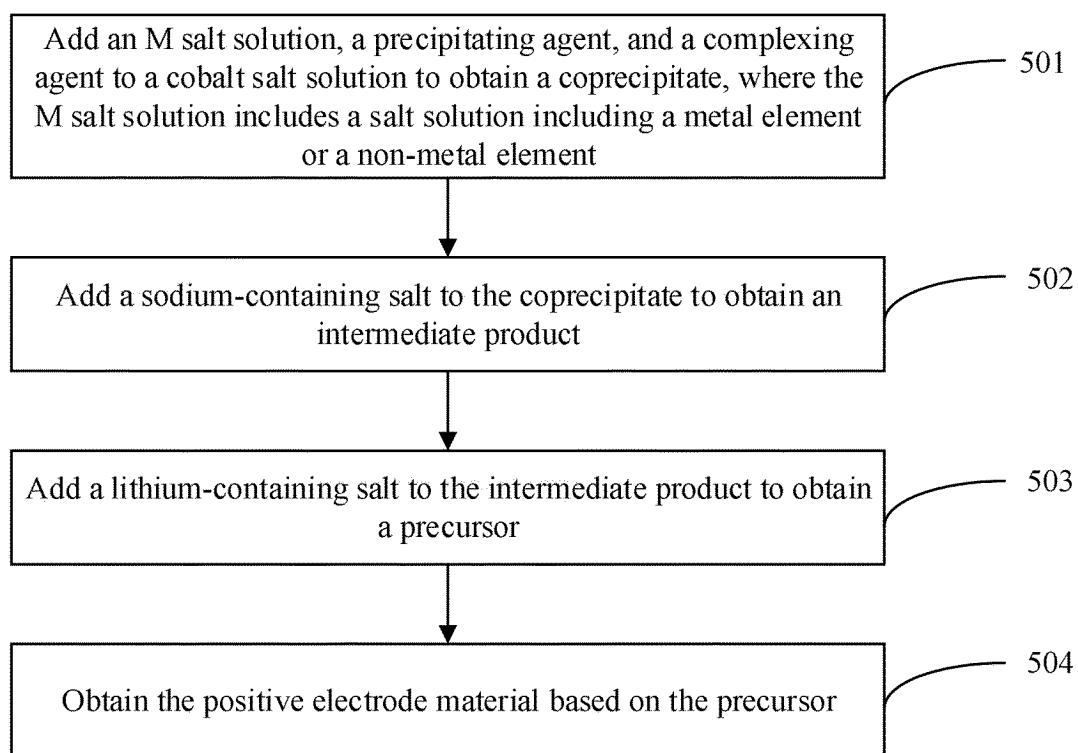 Add an M salt solution, a precipitating agent, and a complexing
agent to a cobalt salt solution to obtain a coprecipitate, where the
M salt solution includes a salt solution including a metal element
or a non-metal element
501
Add a sodium-containing salt to the coprecipitate to obtain an
intermediate product
502
Add a lithium-containing salt to the intermediate product to obtain
a precursor
503
Obtain the positive electrode material based on the precursor
504